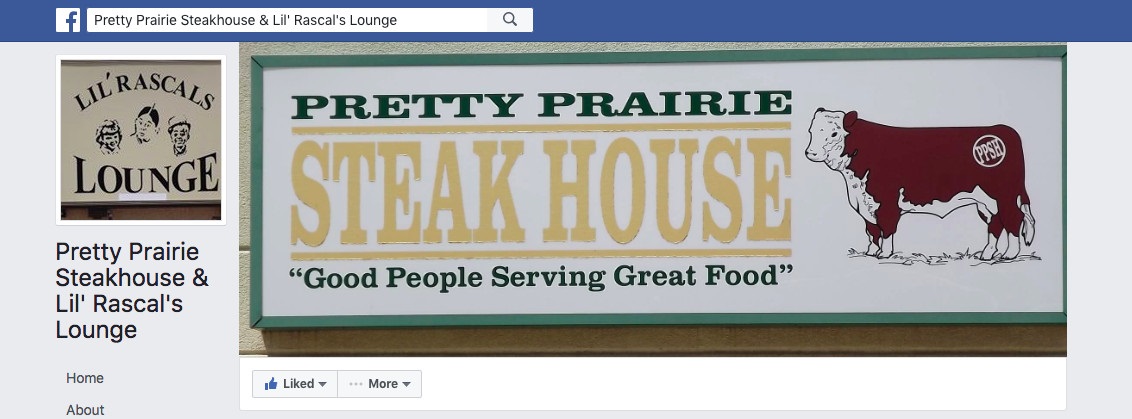 Pretty Prairie Steakhouse & Lil' Rascal's Lounge
LIL' RASCALS
LOUNGE
PRETTY PRAIRIE
STEAK HOUSE
PPSH
“Good People Serving Great Food”
Pretty Prairie
Steakhouse &
Lil' Rascal's
Lounge
Home
About
Liked
More